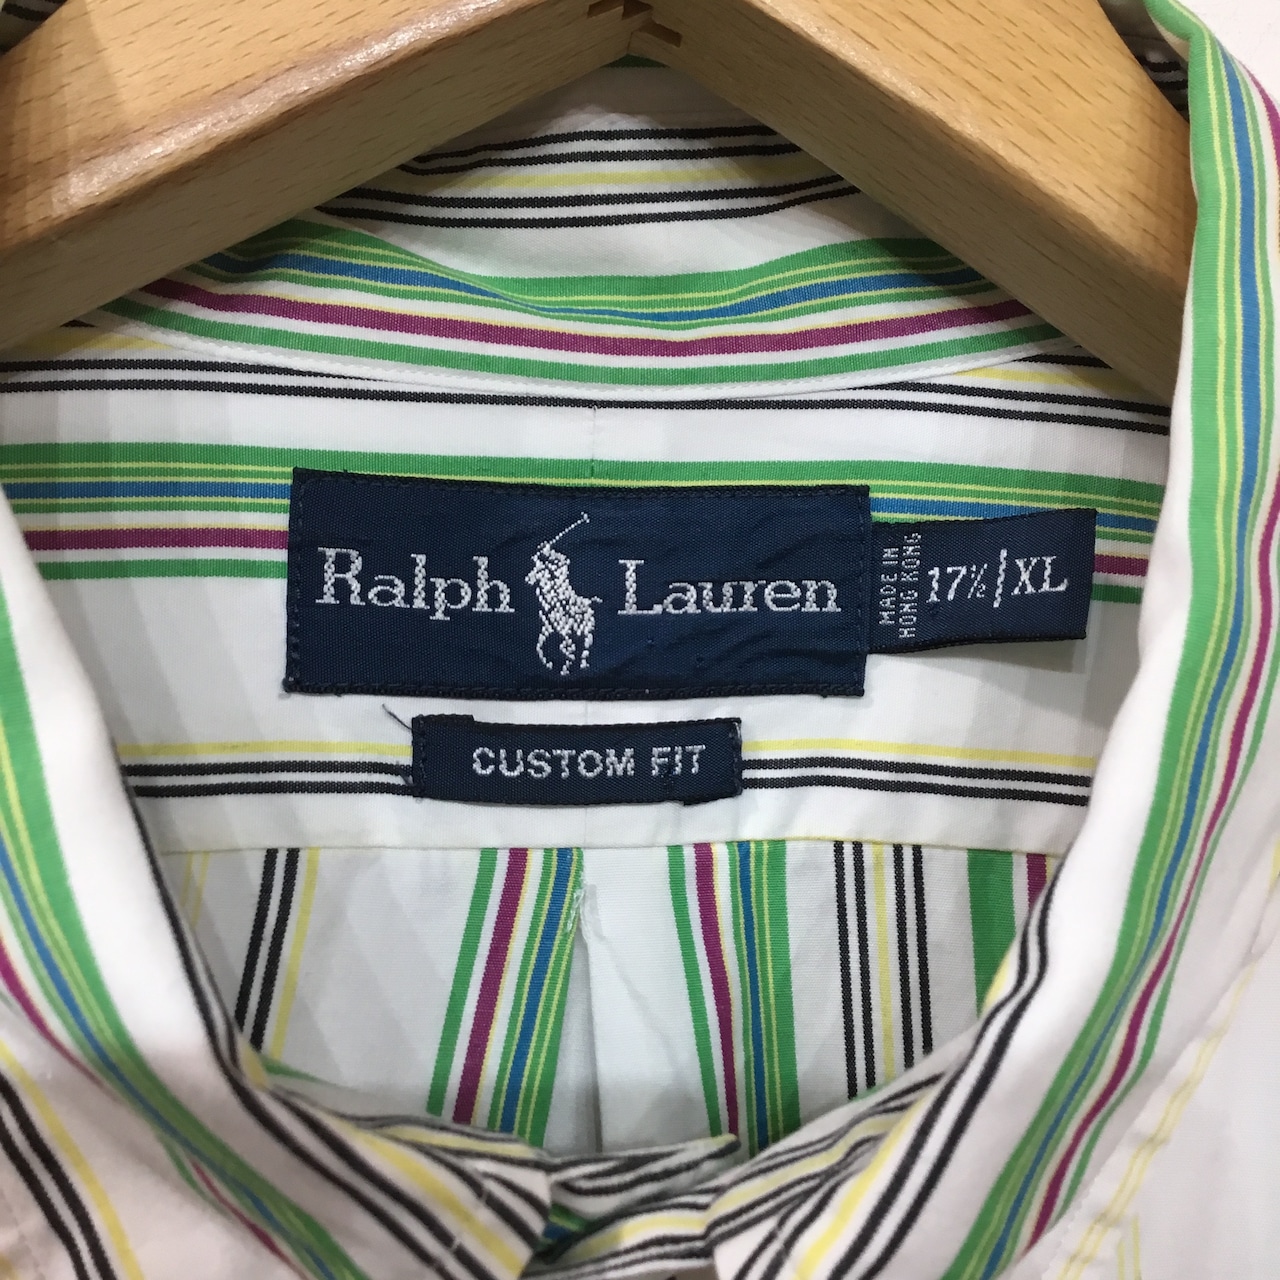 Ralph Lauren
MADE IN
HONG KONG
17½ | XL
CUSTOM FIT